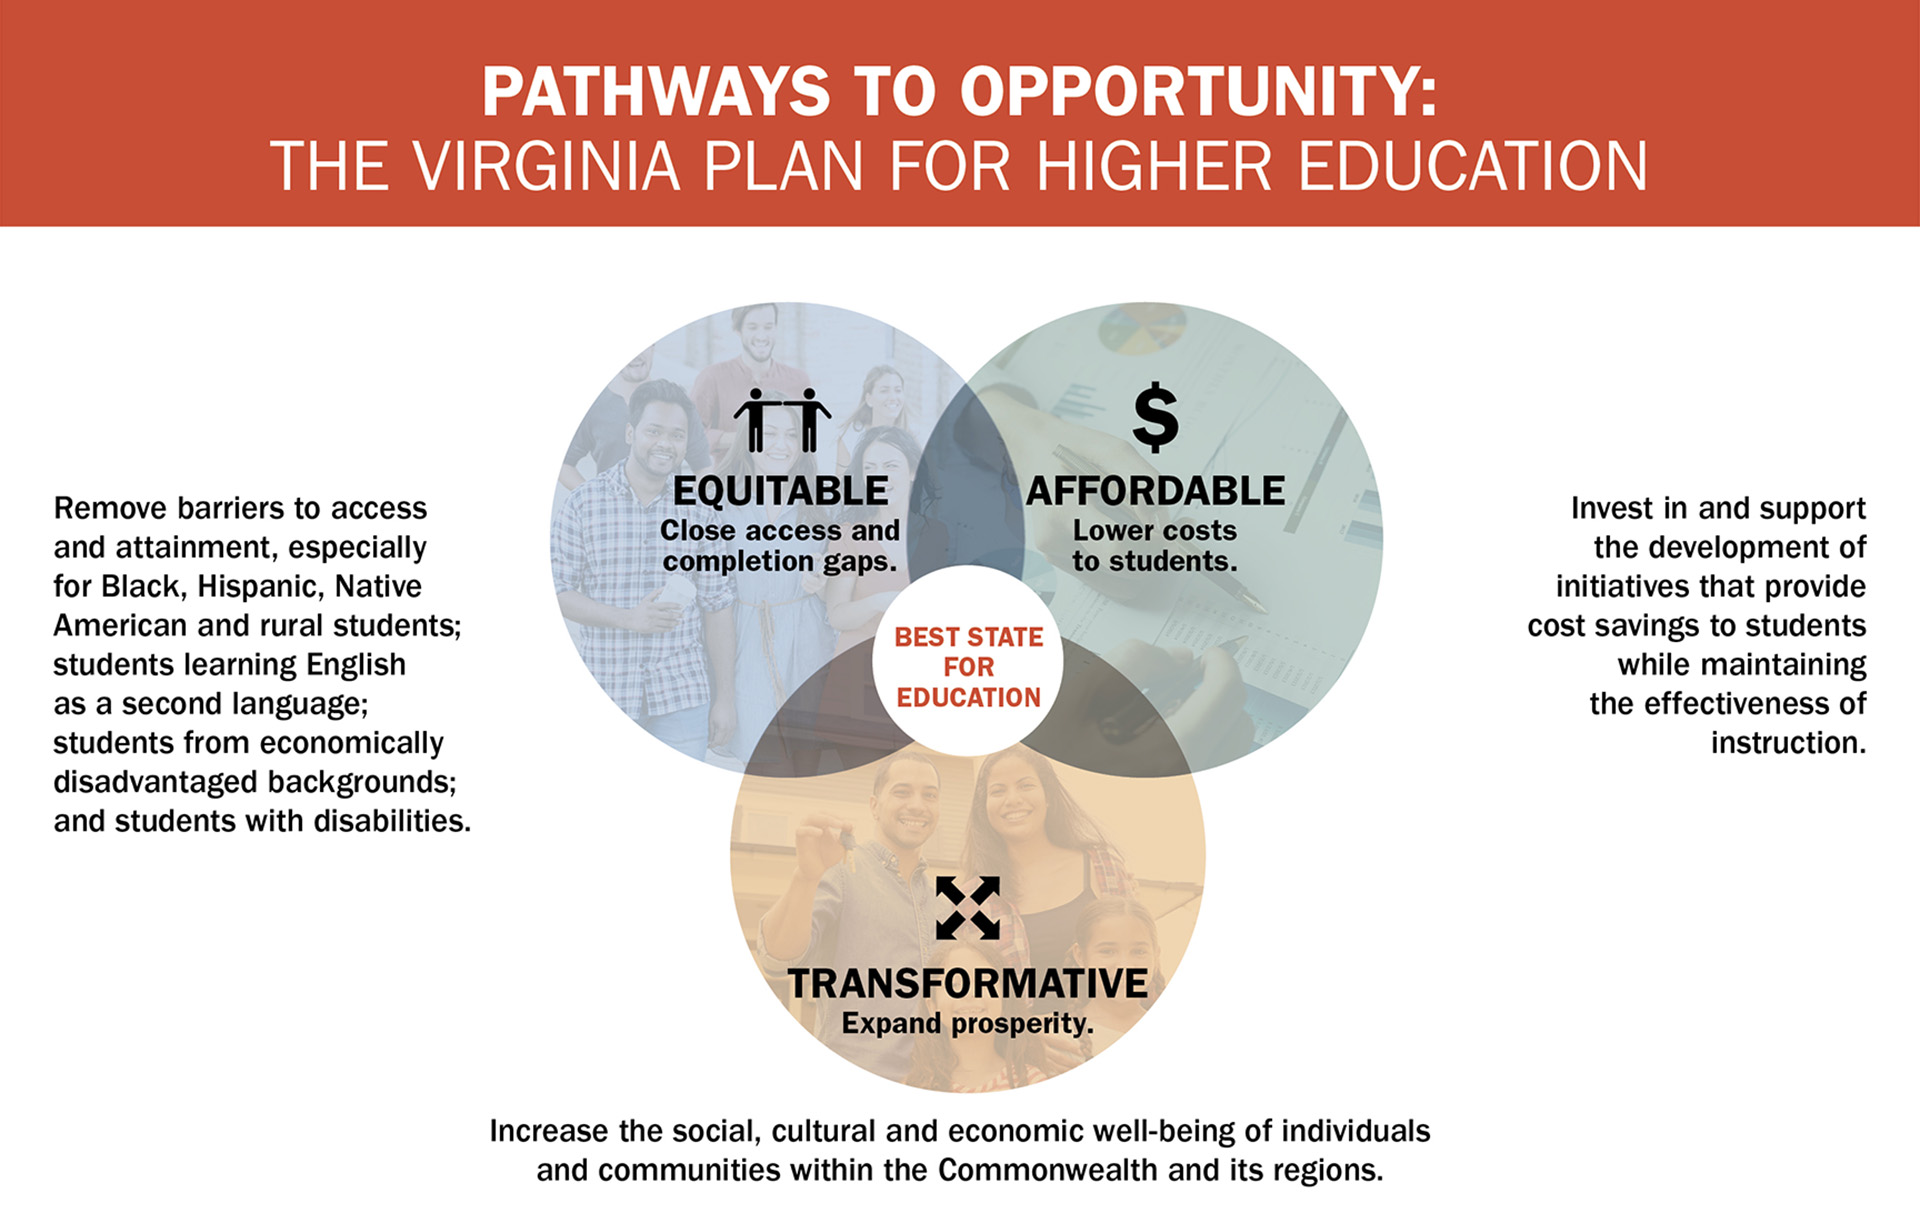 PATHWAYS TO OPPORTUNITY:
THE VIRGINIA PLAN FOR HIGHER EDUCATION
EQUITABLE
Close access and
completion gaps.
$
AFFORDABLE
Lower costs
to students.
Remove barriers to access
and attainment, especially
for Black, Hispanic, Native
American and rural students;
students learning English
as a second language;
students from economically
disadvantaged backgrounds;
and students with disabilities.
BEST STATE
FOR
EDUCATION
Invest in and support
the development of
initiatives that provide
cost savings to students
while maintaining
the effectiveness of
instruction.
TRANSFORMATIVE
Expand prosperity.
Increase the social, cultural and economic well-being of individuals
and communities within the Commonwealth and its regions.